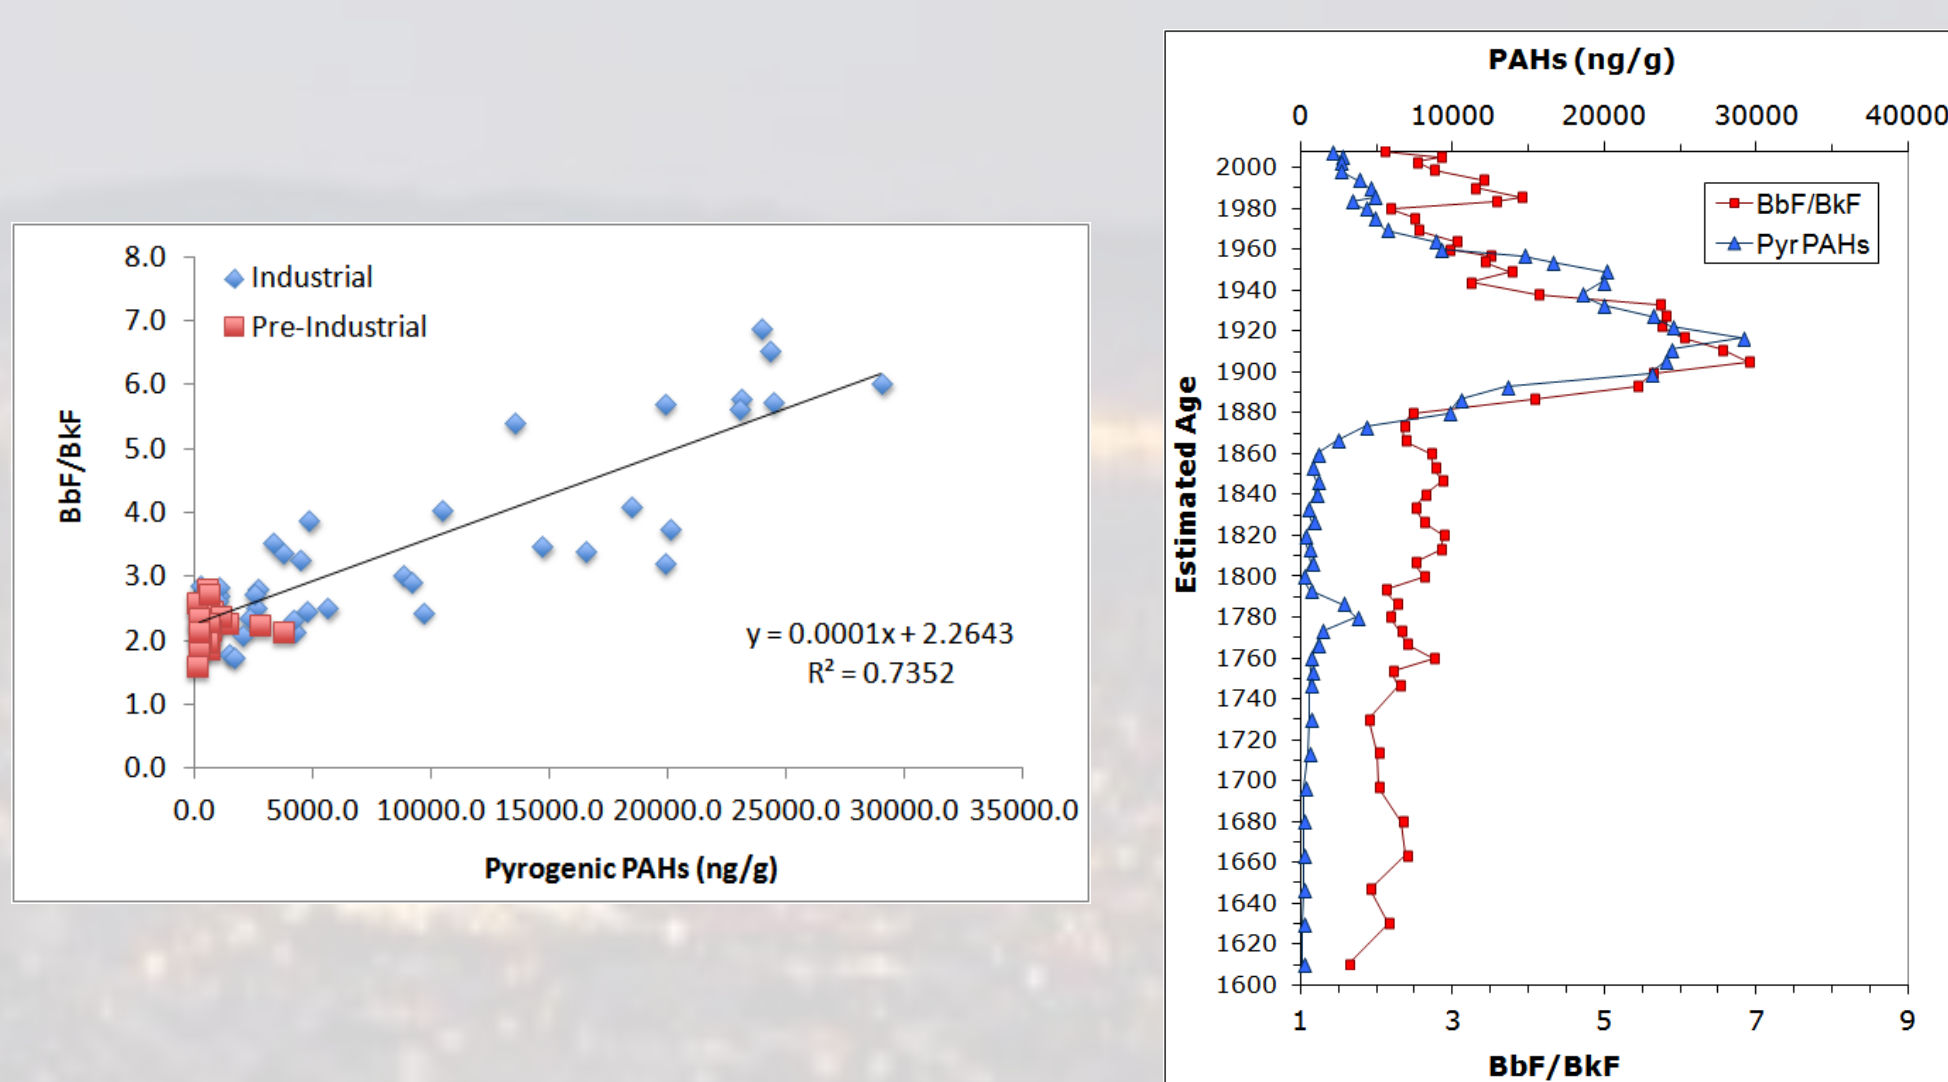 8.0
7.0
6.0
5.0
4.0
3.0
2.0
1.0
0.0
BbF/BkF
Industrial
Pre-Industrial
y = 0.0001x + 2.2643
R² = 0.7352
0.0 5000.0 10000.0 15000.0 20000.0 25000.0 30000.0 35000.0
Pyrogenic PAHs (ng/g)
PAHs (ng/g)
0 10000 20000 30000 40000
Estimated Age
2000
1980
1960
1940
1920
1900
1880
1860
1840
1820
1800
1780
1760
1740
1720
1700
1680
1660
1640
1620
1600
BbF/BkF
Pyr PAHs
1 3 5 7 9
BbF/BkF